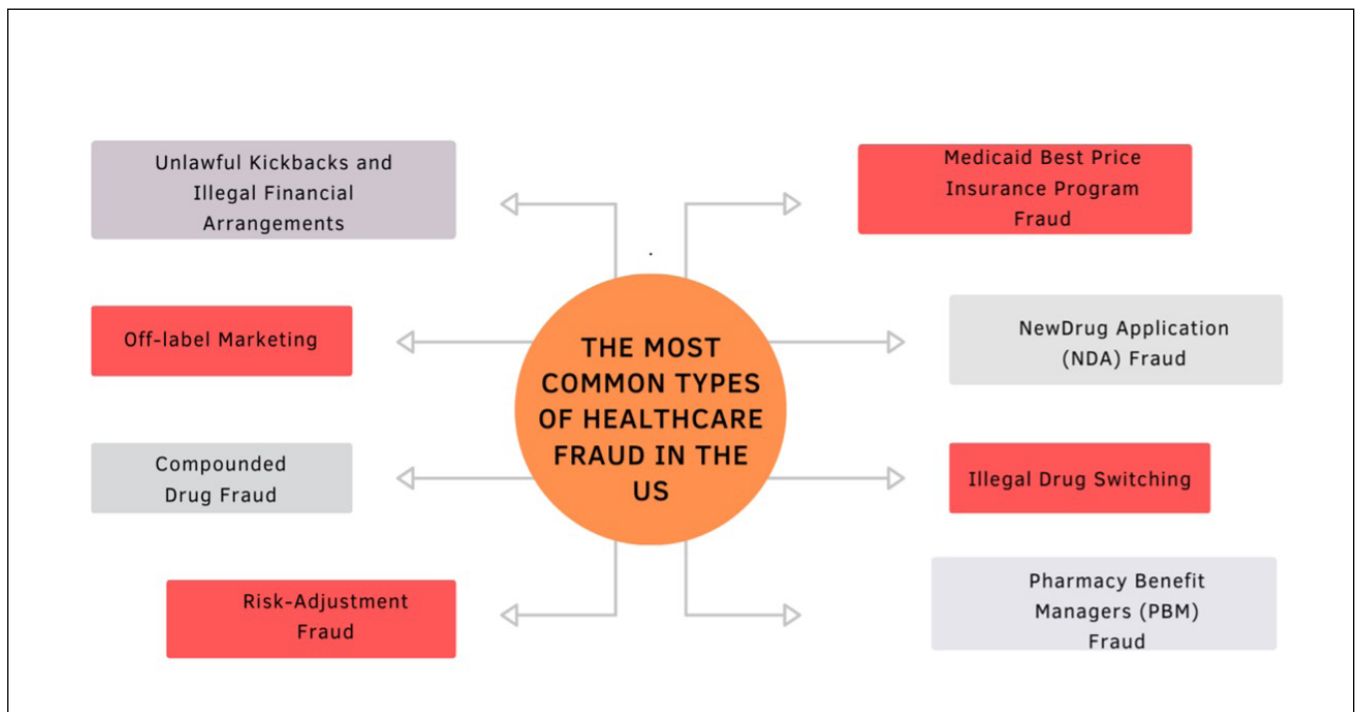 Unlawful Kickbacks and
Illegal Financial
Arrangements
Off-label Marketing
Compounded
Drug Fraud
Risk-Adjustment
Fraud
THE MOST
COMMON TYPES
OF HEALTHCARE
FRAUD IN THE
US
Medicaid Best Price
Insurance Program
Fraud
NewDrug Application
(NDA) Fraud
Illegal Drug Switching
Pharmacy Benefit
Managers (PBM)
Fraud